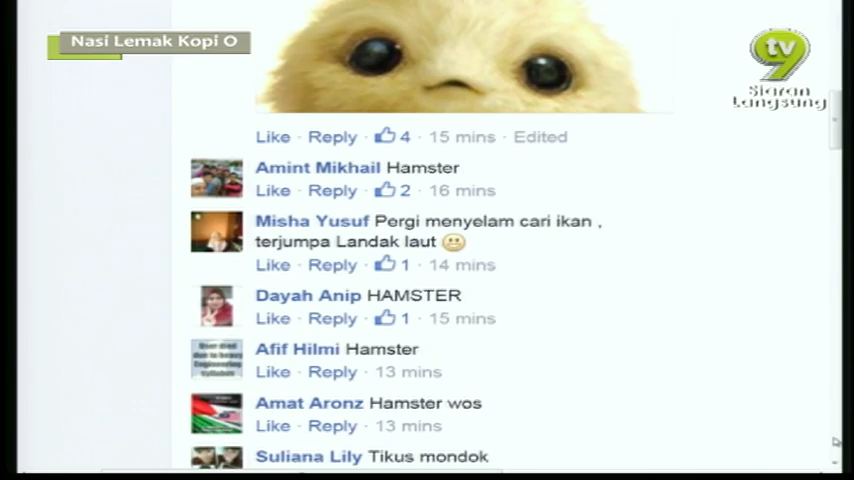 Nasi Lemak Kopi O
tv
9
Siaran
Langsung
Like · Reply · 4 · 15 mins · Edited
Amint Mikhail Hamster
Like · Reply · 2 · 16 mins
Misha Yusuf Pergi menyelam cari ikan ,
terjumpa Landak laut
Like · Reply · 1 · 14 mins
Dayah Anip HAMSTER
Like · Reply · 1 · 15 mins
Afif Hilmi Hamster
Like · Reply · 13 mins
Amat Aronz Hamster wos
Like · Reply · 13 mins
Suliana Lily Tikus mondok